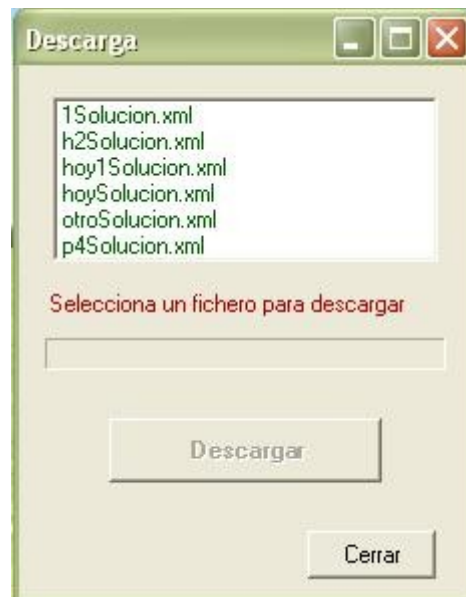 Descarga
1Solucion.xml
h2Solucion.xml
hoy1Solucion.xml
hoySolucion.xml
otroSolucion.xml
p4Solucion.xml
Selecciona un fichero para descargar
Descargar
Cerrar